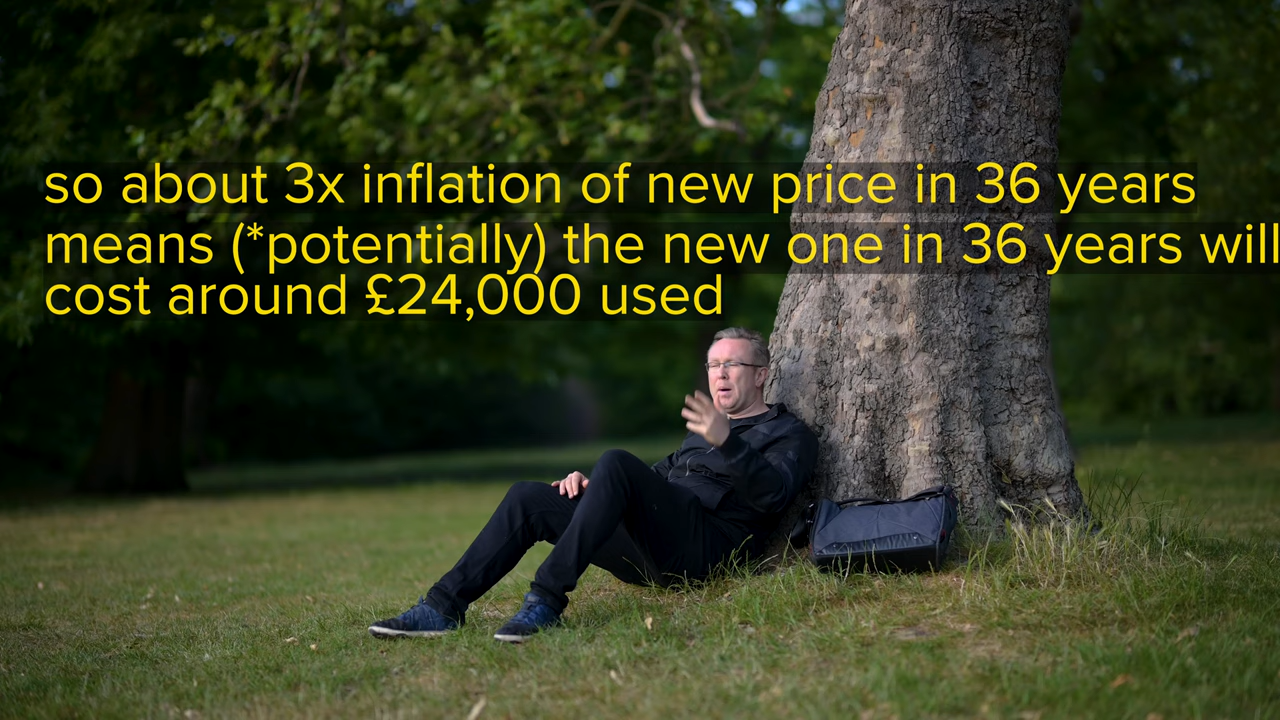 so about 3x inflation of new price in 36 years
means (*potentially) the new one in 36 years will
cost around £24,000 used